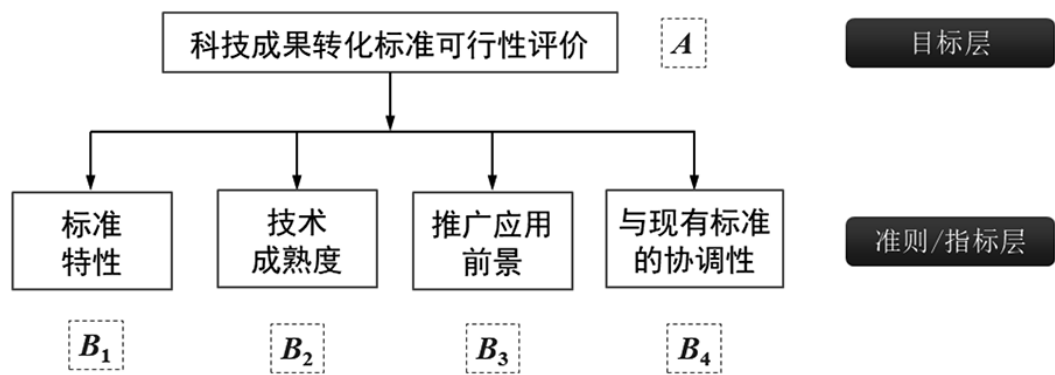 科技成果转化标准可行性评价
A
目标层
标准
特性
技术
成熟度
推广应用
前景
与现有标准
的协调性
准则/指标层
B₁
B₂
B₃
B₄